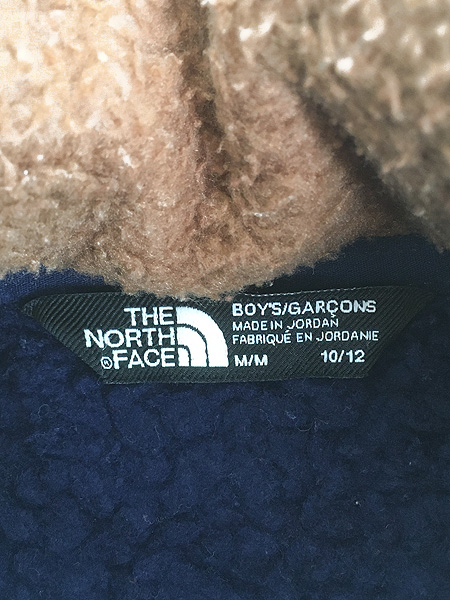 THE
NORTH
®FACE
BOY'S/GARÇONS
MADE IN JORDAN
FABRIQUÉ EN JORDANIE
M/M 10/12